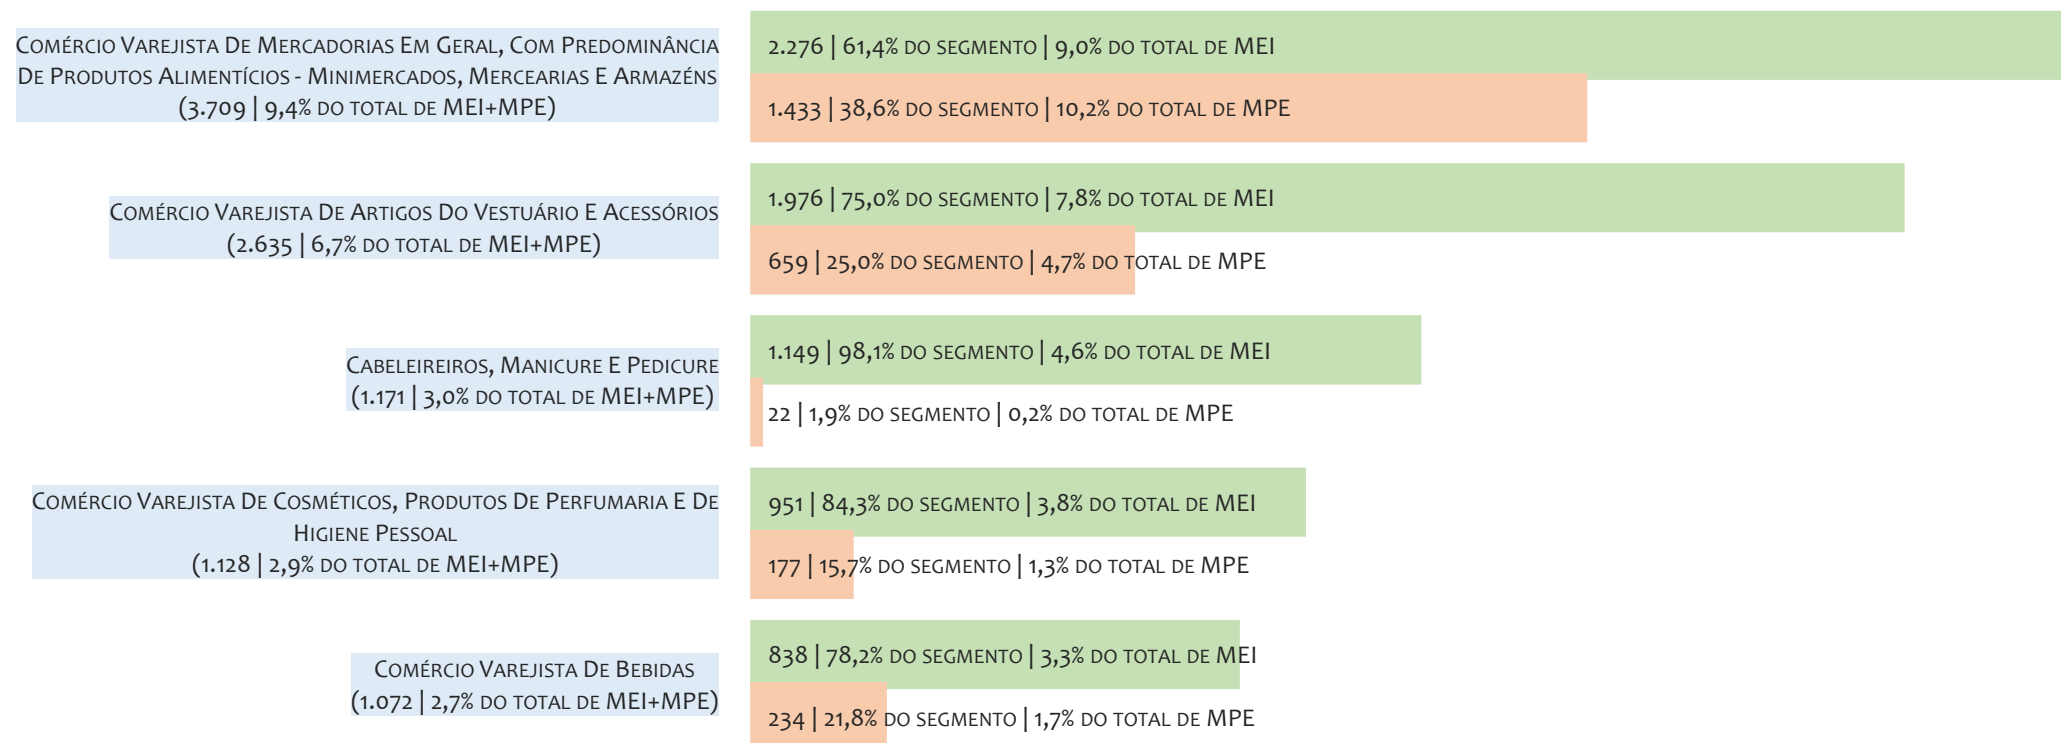 Comércio Varejista De Mercadorias Em Geral, Com Predominância
De Produtos Alimentícios - Minimercados, Mercearias E Armazéns
(3.709 | 9,4% do total de MEI+MPE)
2.276 | 61,4% do segmento | 9,0% do total de MEI
1.433 | 38,6% do segmento | 10,2% do total de MPE
Comércio Varejista De Artigos Do Vestuário E Acessórios
(2.635 | 6,7% do total de MEI+MPE)
1.976 | 75,0% do segmento | 7,8% do total de MEI
659 | 25,0% do segmento | 4,7% do total de MPE
Cabeleireiros, Manicure E Pedicure
(1.171 | 3,0% do total de MEI+MPE)
1.149 | 98,1% do segmento | 4,6% do total de MEI
22 | 1,9% do segmento | 0,2% do total de MPE
Comércio Varejista De Cosméticos, Produtos De Perfumaria E De
Higiene Pessoal
(1.128 | 2,9% do total de MEI+MPE)
951 | 84,3% do segmento | 3,8% do total de MEI
177 | 15,7% do segmento | 1,3% do total de MPE
Comércio Varejista De Bebidas
(1.072 | 2,7% do total de MEI+MPE)
838 | 78,2% do segmento | 3,3% do total de MEI
234 | 21,8% do segmento | 1,7% do total de MPE